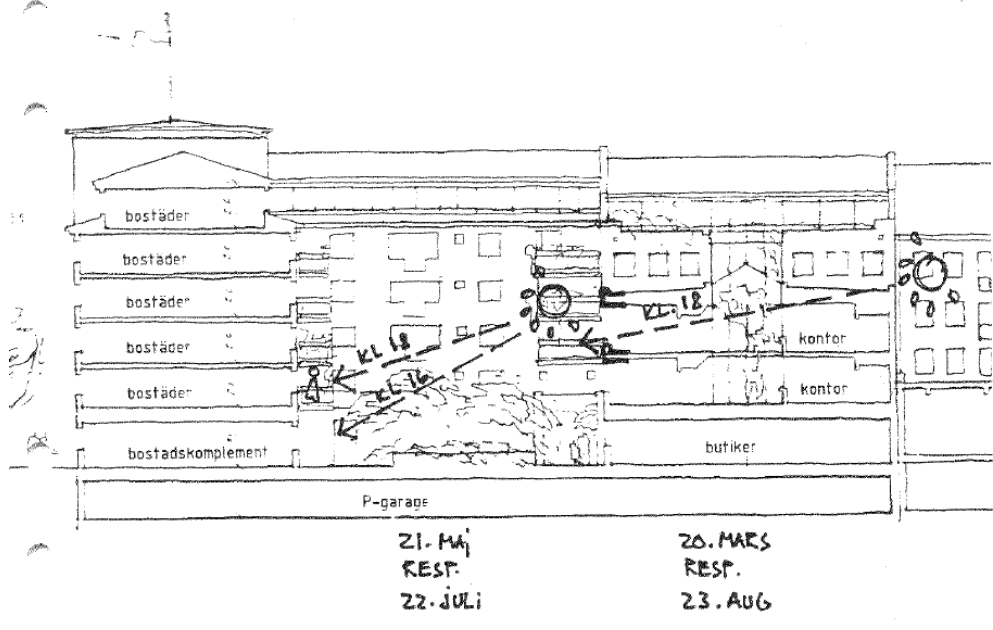 bostäder
bostäder
bostäder
bostäder
bostäder
bostadskomplement
KL 18
KL 16
KL. 18
kontor
kontor
butiker
P-garage
21. MAJ
RESP.
22. JULI
20. MARS
RESP.
23. AUG